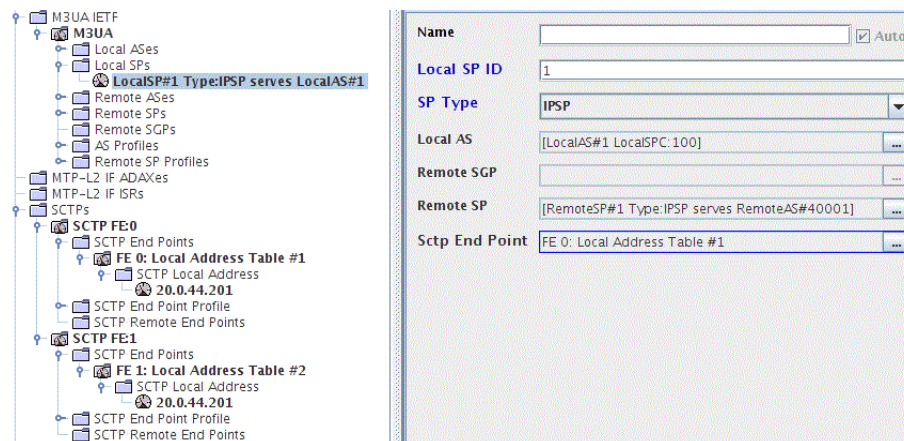 M3UA IETF
M3UA
Local ASes
Local SPs
LocalSP#1 Type:IPSP serves LocalAS#1
Remote ASes
Remote SPs
Remote SGPs
AS Profiles
Remote SP Profiles
MTP-L2 IF ADAXes
MTP-L2 IF ISRs
SCTPs
SCTP FE:0
SCTP End Points
FE 0: Local Address Table #1
SCTP Local Address
20.0.44.201
SCTP End Point Profile
SCTP Remote End Points
SCTP FE:1
SCTP End Points
FE 1: Local Address Table #2
SCTP Local Address
20.0.44.201
SCTP End Point Profile
SCTP Remote End Points
Name Auto
Local SP ID 1
SP Type IPSP
Local AS [LocalAS#1 LocalSPC:100] ...
Remote SGP ...
Remote SP [RemoteSP#1 Type:IPSP serves RemoteAS#40001] ...
Sctp End Point FE 0: Local Address Table #1 ...